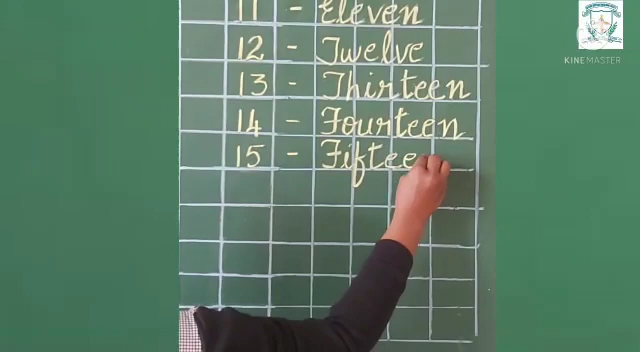 11 - Eleven
12 - Twelve
13 - Thirteen
14 - Fourteen
15 - Fiftee
KINEMASTER